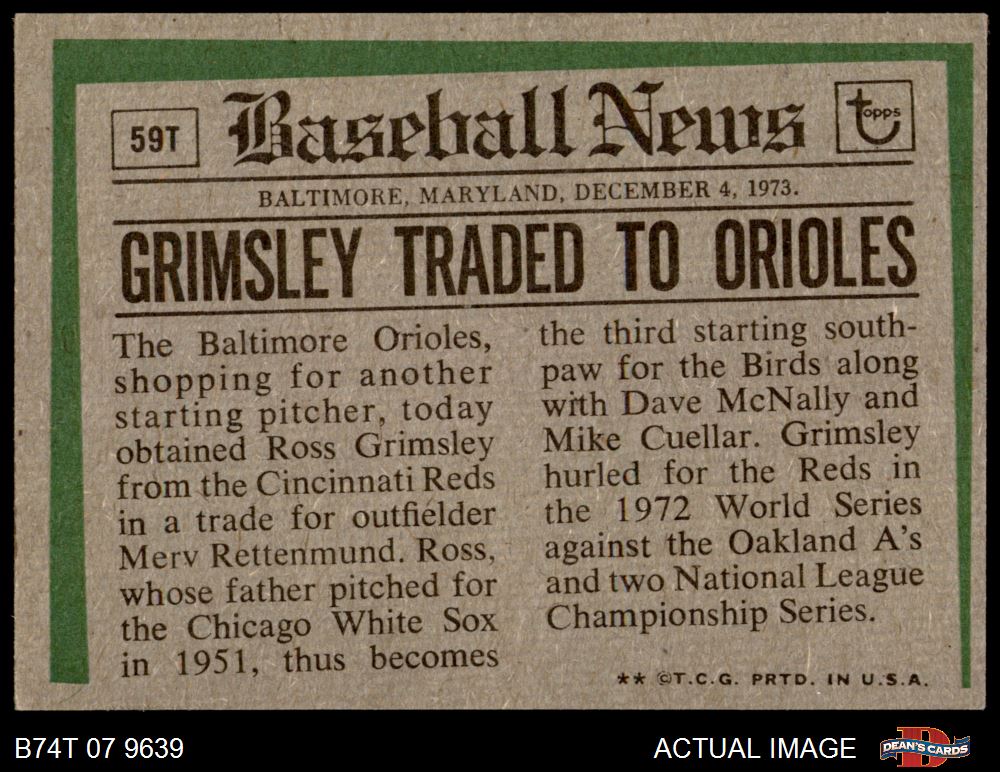 59T
Baseball News
topps
BALTIMORE, MARYLAND, DECEMBER 4, 1973.
GRIMSLEY TRADED TO ORIOLES
The Baltimore Orioles,
shopping for another
starting pitcher, today
obtained Ross Grimsley
from the Cincinnati Reds
in a trade for outfielder
Merv Rettenmund. Ross,
whose father pitched for
the Chicago White Sox
in 1951, thus becomes
the third starting south-
paw for the Birds along
with Dave McNally and
Mike Cuellar. Grimsley
hurled for the Reds in
the 1972 World Series
against the Oakland A's
and two National League
Championship Series.
** ©T.C.G. PRTD. IN U.S.A.
B74T 07 9639
ACTUAL IMAGE
DEAN'S CARDS